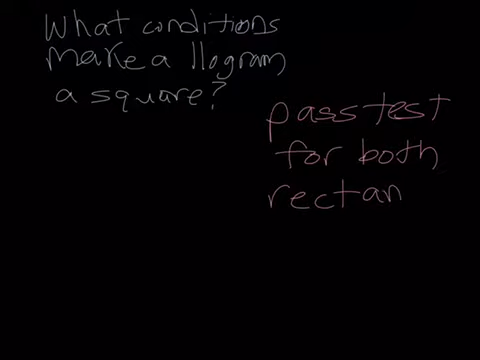 What conditions
make a llogram
a square?
pass test
for both
rectan